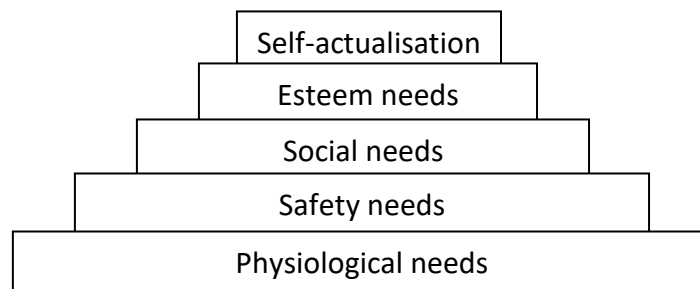 Self-actualisation
Esteem needs
Social needs
Safety needs
Physiological needs